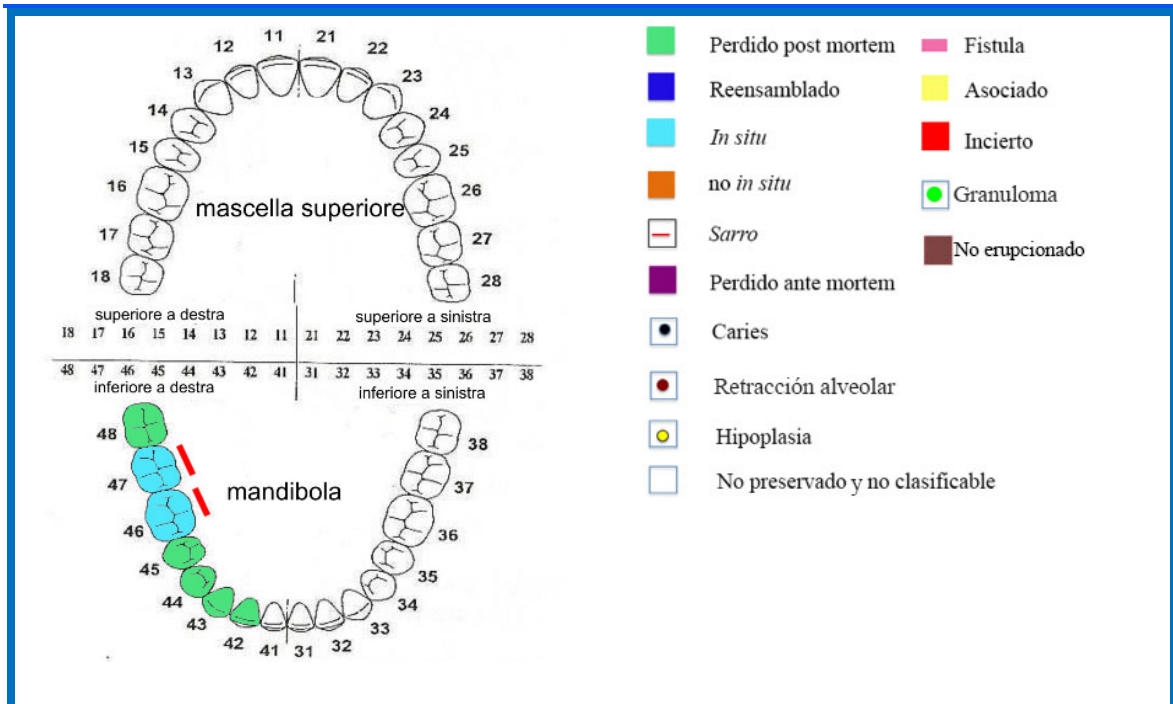 11 21
12 22
13 23
14 24
15 25
16 26
mascella superiore
17 27
18 28
superiore a destra superiore a sinistra
18 17 16 15 14 13 12 11 21 22 23 24 25 26 27 28
48 47 46 45 44 43 42 41 31 32 33 34 35 36 37 38
inferiore a destra inferiore a sinistra
48 38
47 37
mandibola
46 36
45 35
44 34
43 33
42 32
41 31
Perdido post mortem
Reensamblado
In situ
no in situ
Sarro
Perdido ante mortem
Caries
Retracción alveolar
Hipoplasia
No preservado y no clasificable
Fistula
Asociado
Incierto
Granuloma
No erupcionado